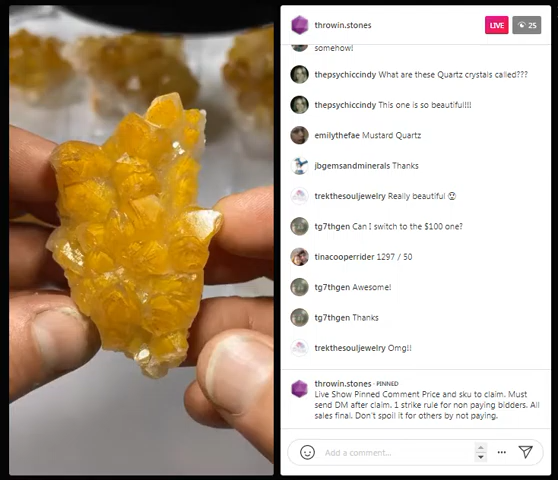 throwin.stones
LIVE
25
somehow!
thepsychiccindy What are these Quartz crystals called???
thepsychiccindy This one is so beautiful!!!
emilythefae Mustard Quartz
jbgemsandminerals Thanks
trekthesouljewelry Really beautiful
tg7thgen Can I switch to the $100 one?
tinacooperrider 1297 / 50
tg7thgen Awesome!
tg7thgen Thanks
trekthesouljewelry Omg!!
throwin.stones · PINNED
Live Show Pinned Comment Price and sku to claim. Must
send DM after claim. 1 strike rule for non paying bidders. All
sales final. Don't spoil it for others by not paying.
Add a comment...